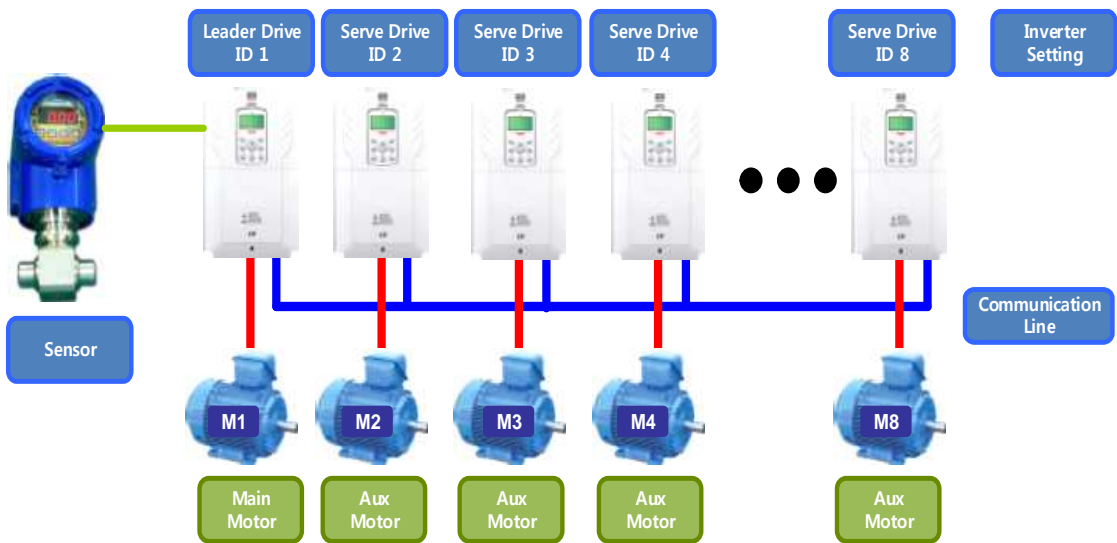 Leader Drive
ID 1
Serve Drive
ID 2
Serve Drive
ID 3
Serve Drive
ID 4
Serve Drive
ID 8
Inverter
Setting
Sensor
Communication
Line
M1
M2
M3
M4
M8
Main
Motor
Aux
Motor
Aux
Motor
Aux
Motor
Aux
Motor